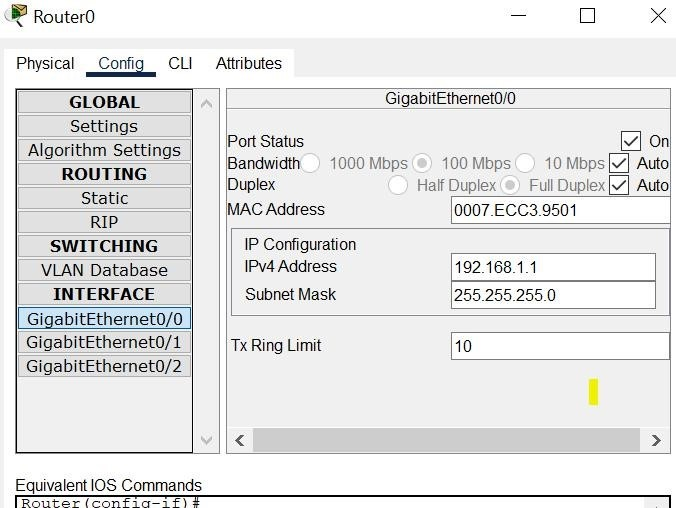 Router0
Physical Config CLI Attributes
GLOBAL
Settings
Algorithm Settings
ROUTING
Static
RIP
SWITCHING
VLAN Database
INTERFACE
GigabitEthernet0/0
GigabitEthernet0/1
GigabitEthernet0/2
GigabitEthernet0/0
Port Status On
Bandwidth 1000 Mbps 100 Mbps 10 Mbps Auto
Duplex Half Duplex Full Duplex Auto
MAC Address 0007.ECC3.9501
IP Configuration
IPv4 Address 192.168.1.1
Subnet Mask 255.255.255.0
Tx Ring Limit 10
Equivalent IOS Commands
Router(config-if)#